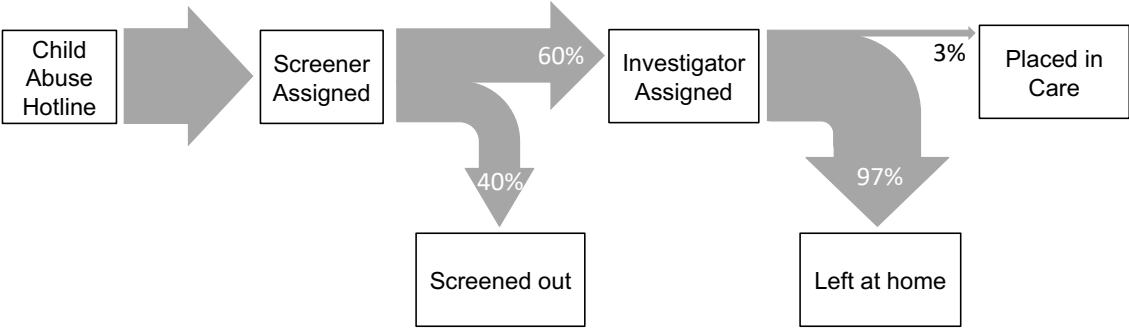 Child
Abuse
Hotline
Screener
Assigned
60%
40%
Screened out
Investigator
Assigned
3%
97%
Placed in
Care
Left at home